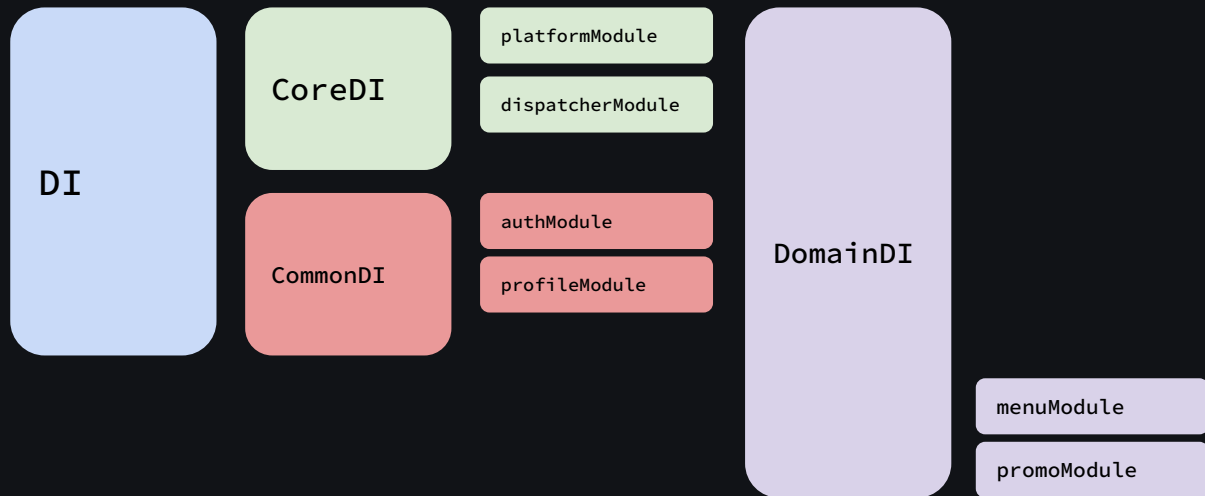 DI
CoreDI
platformModule
dispatcherModule
CommonDI
authModule
profileModule
DomainDI
menuModule
promoModule